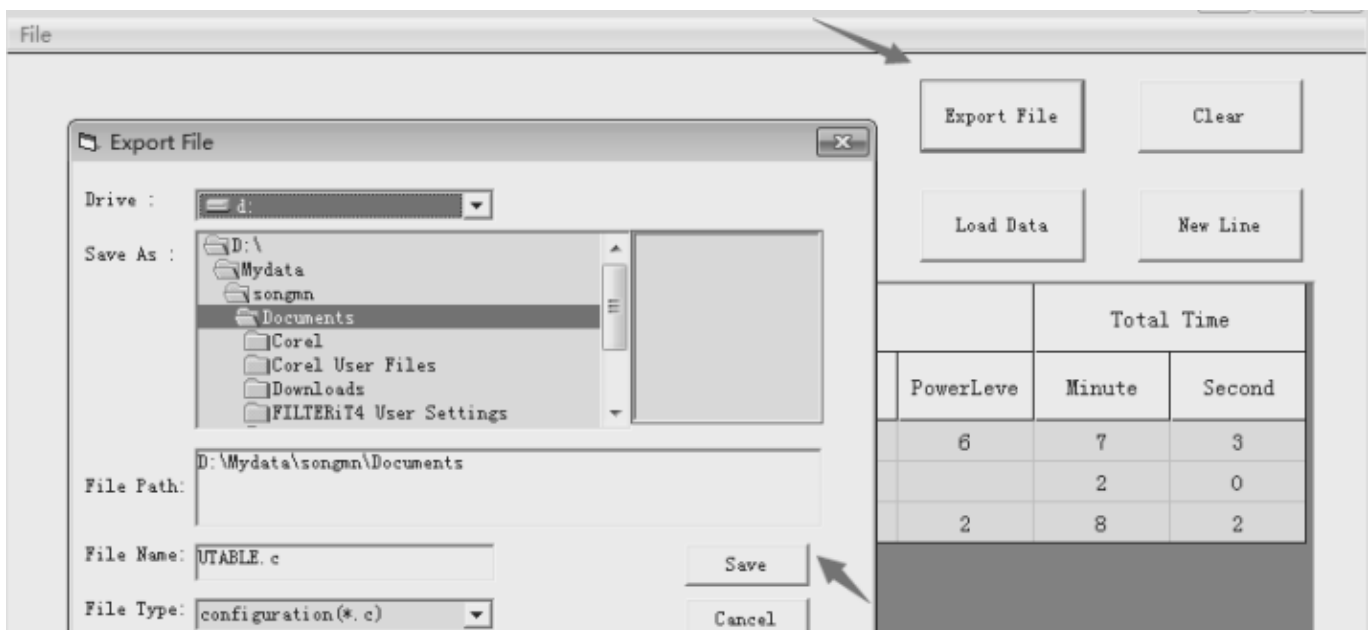 File
Export File
Clear
Export File
Drive :
d:
Load Data
New Line
Save As :
D:\
Mydata
songmn
Documents
Corel
Corel User Files
Downloads
FILTERiT4 User Settings
Total Time
PowerLeve
Minute
Second
6
7
3
2
0
2
8
2
File Path:
D:\Mydata\songmn\Documents
File Name:
UTABLE.c
Save
File Type:
configuration(*.c)
Cancel